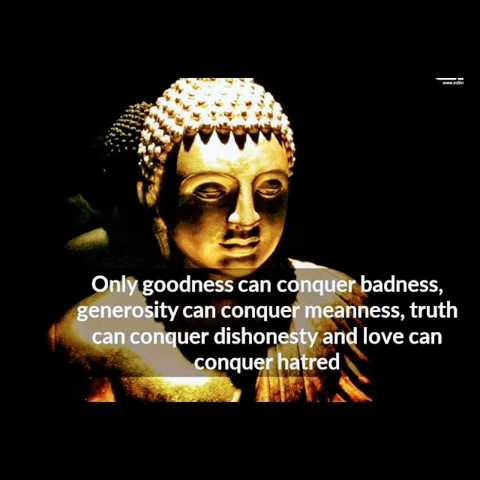 Only goodness can conquer badness,
generosity can conquer meanness, truth
can conquer dishonesty and love can
conquer hatred